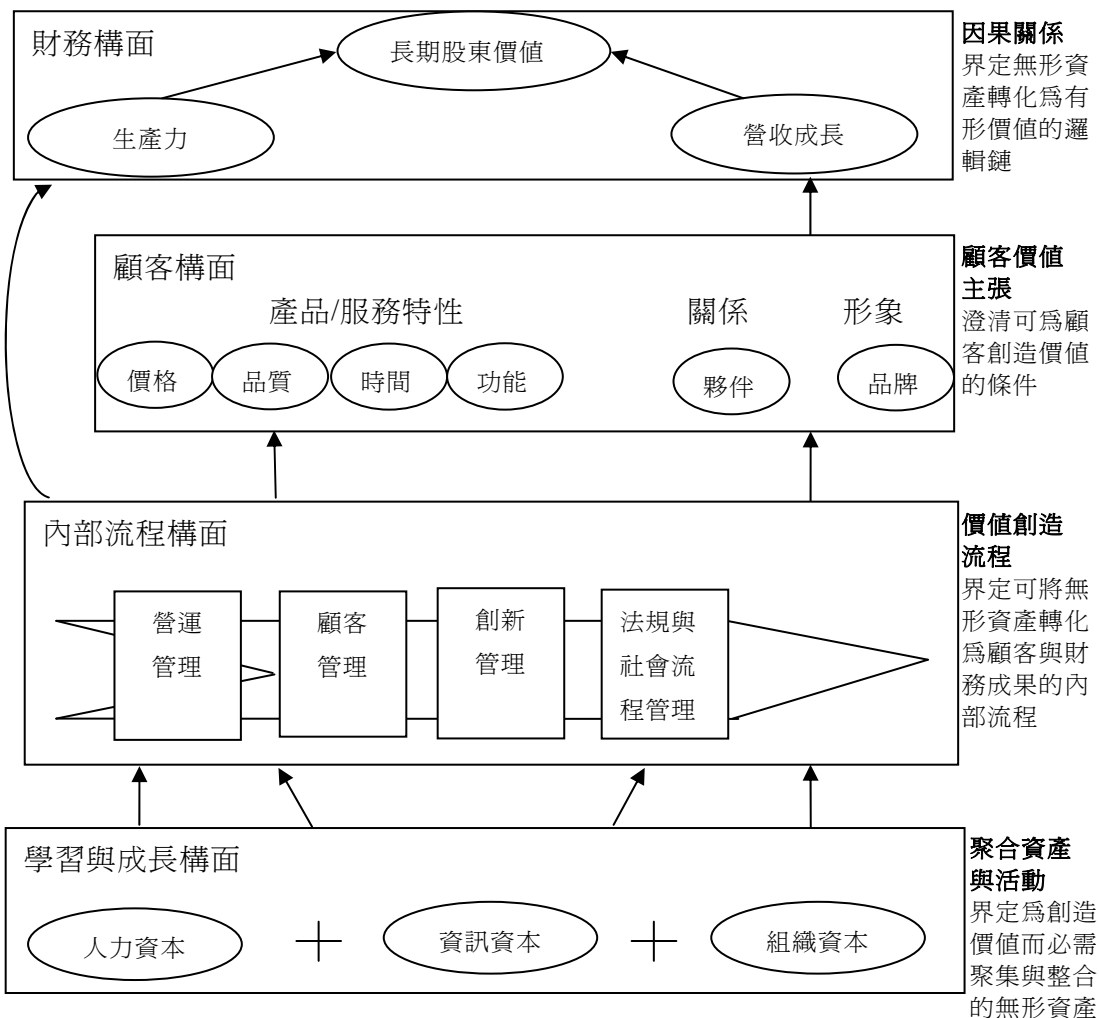 財務構面
長期股東價值
生產力
營收成長
因果關係
界定無形資
產轉化爲有
形價值的邏
輯鏈
顧客構面
產品/服務特性
關係
形象
價格
品質
時間
功能
夥伴
品牌
顧客價值
主張
澄清可爲顧
客創造價值
的條件
內部流程構面
營運
管理
顧客
管理
創新
管理
法規與
社會流
程管理
價值創造
流程
界定可將無
形資產轉化
爲顧客與財
務成果的內
部流程
學習與成長構面
人力資本
資訊資本
組織資本
聚合資產
與活動
界定爲創造
價值而必需
聚集與整合
的無形資產